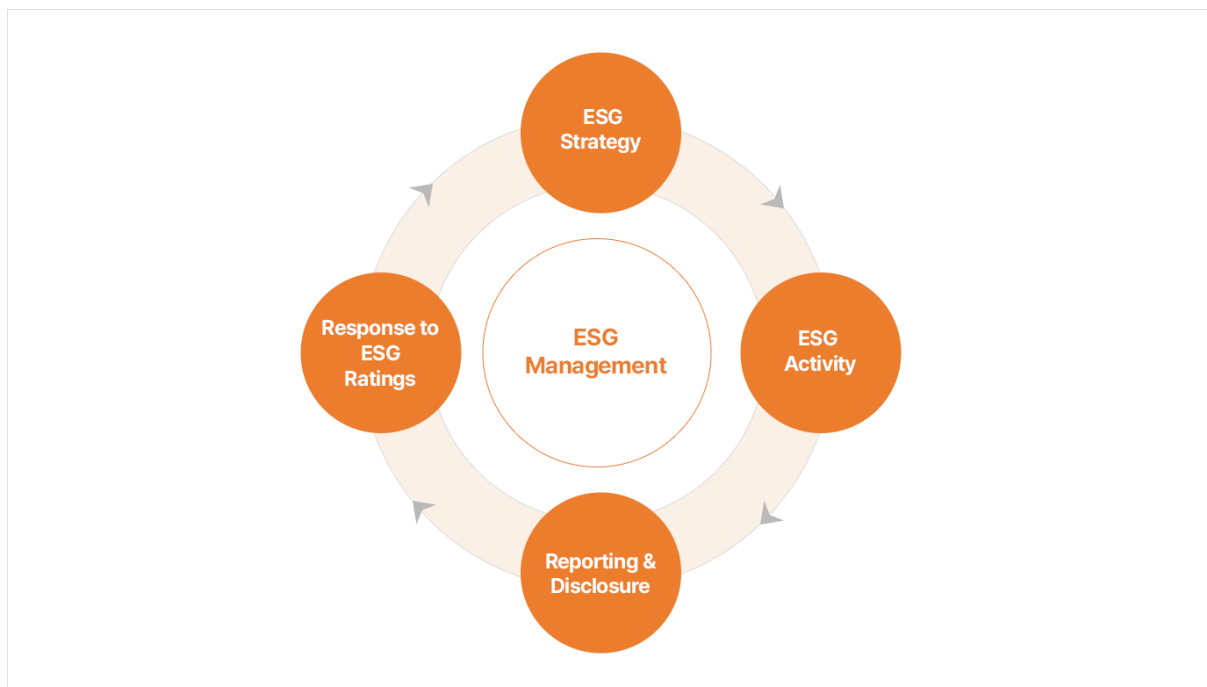 ESG
Strategy
Response to
ESG
Ratings
ESG
Management
ESG
Activity
Reporting &
Disclosure